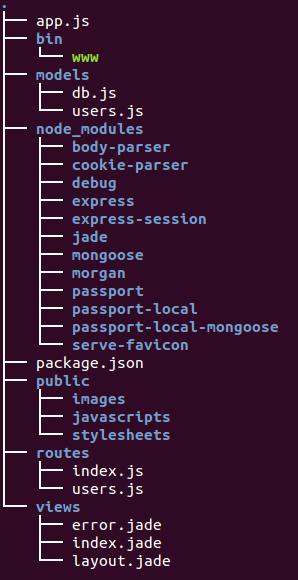 .
├── app.js
├── bin
│   └── www
├── models
│   ├── db.js
│   └── users.js
├── node_modules
│   ├── body-parser
│   ├── cookie-parser
│   ├── debug
│   ├── express
│   ├── express-session
│   ├── jade
│   ├── mongoose
│   ├── morgan
│   ├── passport
│   ├── passport-local
│   ├── passport-local-mongoose
│   └── serve-favicon
├── package.json
├── public
│   ├── images
│   ├── javascripts
│   └── stylesheets
├── routes
│   ├── index.js
│   └── users.js
└── views
    ├── error.jade
    ├── index.jade
    └── layout.jade